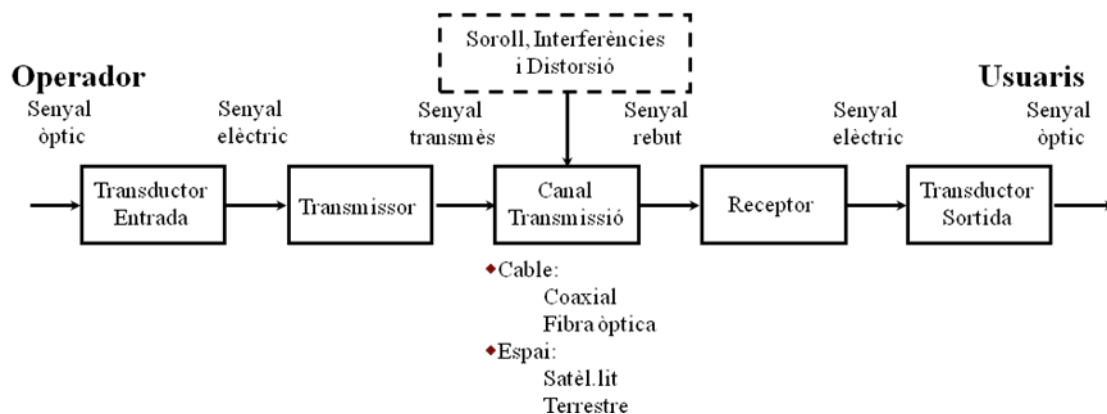 Soroll, Interferències
i Distorsió
Operador
Usuaris
Senyal
òptic
Senyal
elèctric
Senyal
transmès
Senyal
rebut
Senyal
elèctric
Senyal
òptic
Transductor
Entrada
Transmissor
Canal
Transmissió
Receptor
Transductor
Sortida
Cable:
Coaxial
Fibra òptica
Espai:
Satèl.lit
Terrestre